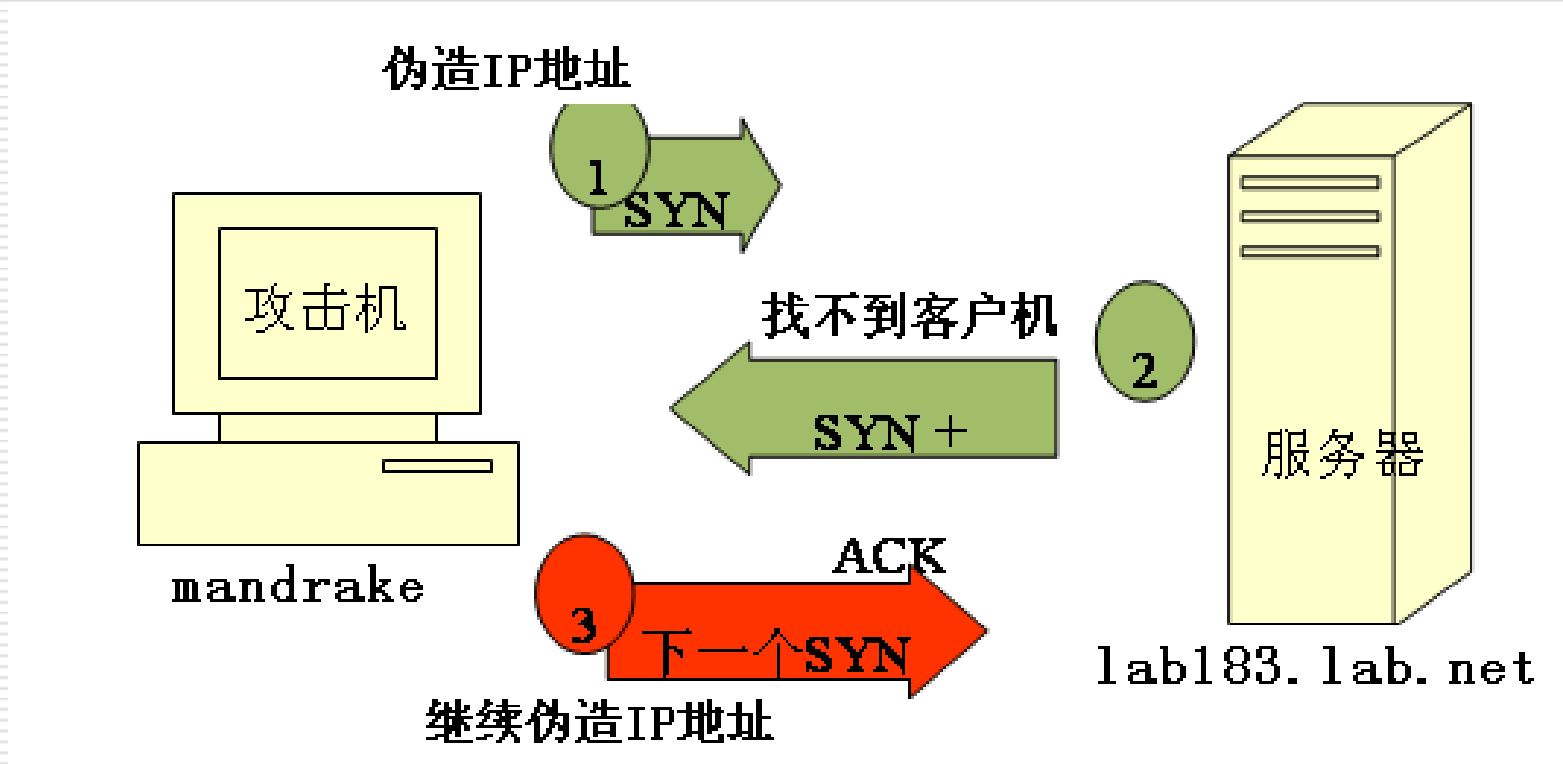 伪造IP地址
1
SYN
攻击机
找不到客户机
2
SYN＋
ACK
服务器
mandrake
3
下一个SYN
继续伪造IP地址
lab183.lab.net